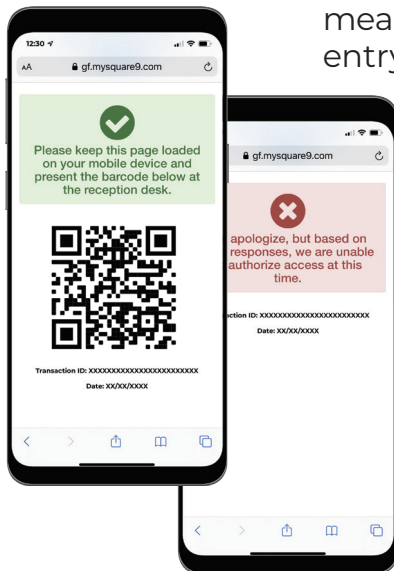 mea
entry
12:30
AA gf.mysquare9.com
Please keep this page loaded
on your mobile device and
present the barcode below at
the reception desk.
Transaction ID: XXXXXXXXXXXXXXXXXXXXXXXX
Date: XX/XX/XXXX
gf.mysquare9.com
apologize, but based on
responses, we are unable
authorize access at this
time.
action ID: XXXXXXXXXXXXXXXXXXXXXXXX
Date: XX/XX/XXXX